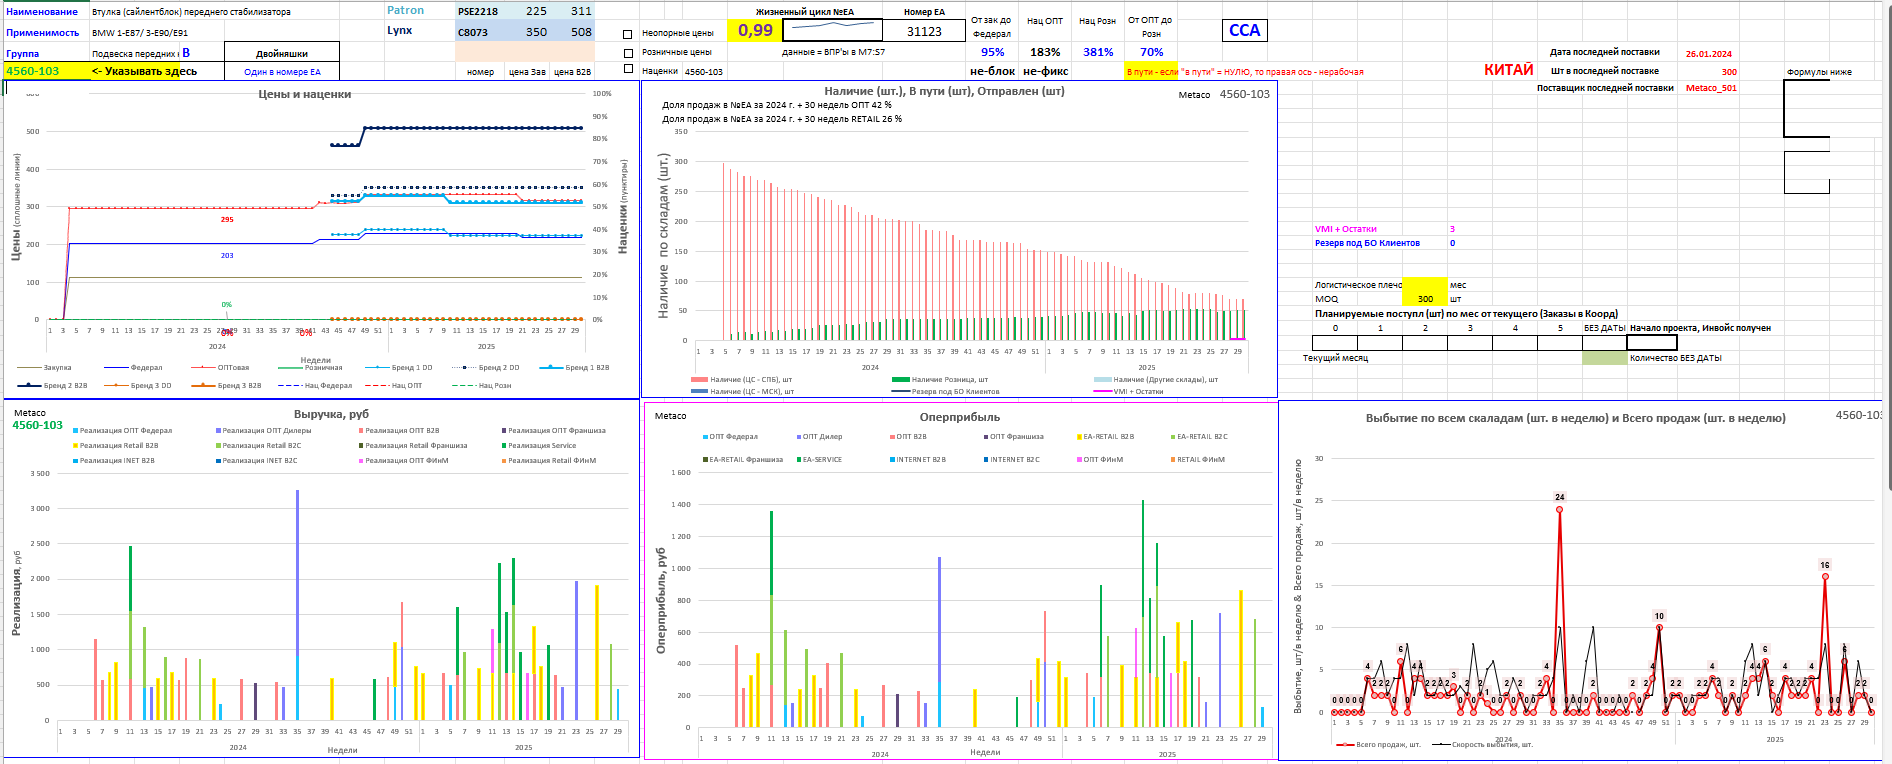 Наименование Втулка (сайлентблок) переднего стабилизатора Patron PSE2218 225 311 Жизненный цикл №EA Номер EA
Применимость BMW 1-E87/ 3-E90/E91 Lynx C8073 350 508 Неопорные цены 0,99 31123
От зак до Федерал Нац ОПТ Нац Розн От ОПТ до Розн CCA
Группа Подвеска передних B Двойняшки Розничные цены данные = ВПР'ы в M7:S7 95% 183% 381% 70%
4560-103 <- Указывать здесь Один в номере EA номер цена Зав цена B2B Наценки 4560-103 не-блок не-фикс
В пути - если "в пути" = НУЛЮ, то правая ось - нерабочая
КИТАЙ
Дата последней поставки 26.01.2024
Шт в последней поставке 300 Формулы ниже
Поставщик последней поставки Metaco_501
Цены и наценки
Цены (сплошные линии)
Наценки (пунктиры)
500
400
300
200
100
0
100%
90%
80%
70%
60%
50%
40%
30%
20%
10%
0%
295
203
0%
0%
1 3 5 7 9 11 13 15 17 19 21 23 25 27 29 31 33 35 37 39 41 43 45 47 49 51 1 3 5 7 9 11 13 15 17 19 21 23 25 27 29
2024 2025
Недели
Закупка Федерал ОПТовая Розничная Бренд 1 DD Бренд 2 DD Бренд 1 B2B
Бренд 2 B2B Бренд 3 DD Бренд 3 B2B Нац Федерал Нац ОПТ Нац Розн
Наличие (шт.), В пути (шт), Отправлен (шт)
Metaco 4560-103
Доля продаж в №EA за 2024 г. + 30 недель ОПТ 42 %
Доля продаж в №EA за 2024 г. + 30 недель RETAIL 26 %
Наличие по складам (шт.)
350
300
250
200
150
100
50
0
1 3 5 7 9 11 13 15 17 19 21 23 25 27 29 31 33 35 37 39 41 43 45 47 49 51 1 3 5 7 9 11 13 15 17 19 21 23 25 27 29
2024 2025
Наличие (ЦС - СПБ), шт Наличие Розница, шт Наличие (Другие склады), шт
Наличие (ЦС - МСК), шт Резерв под БО Клиентов VMI + Остатки
VMI + Остатки 3
Резерв под БО Клиентов 0
Логистическое плечо мес
MOQ 300 шт
Планируемые поступл (шт) по мес от текущего (Заказы в Коорд)
0 1 2 3 4 5 БЕЗ ДАТЫ Начало проекта, Инвойс получен
Текущий месяц Количество БЕЗ ДАТЫ
Metaco
4560-103
Выручка, руб
Реализация ОПТ Федерал Реализация ОПТ Дилеры Реализация ОПТ B2B Реализация ОПТ Франшиза
Реализация Retail B2B Реализация Retail B2C Реализация Retail Франшиза Реализация Service
Реализация INET B2B Реализация INET B2C Реализация ОПТ ФИнМ Реализация Retail ФИнМ
Реализация, руб
3 500
3 000
2 500
2 000
1 500
1 000
500
0
1 3 5 7 9 11 13 15 17 19 21 23 25 27 29 31 33 35 37 39 41 43 45 47 49 51 1 3 5 7 9 11 13 15 17 19 21 23 25 27 29
2024 Недели 2025
Metaco
Оперприбыль
ОПТ Федерал ОПТ Дилер ОПТ B2B ОПТ Франшиза EA-RETAIL B2B EA-RETAIL B2C
EA-RETAIL Франшиза EA-SERVICE INTERNET B2B INTERNET B2C ОПТ ФИнМ RETAIL ФИнМ
Оперприбыль, руб
1 600
1 400
1 200
1 000
800
600
400
200
0
1 3 5 7 9 11 13 15 17 19 21 23 25 27 29 31 33 35 37 39 41 43 45 47 49 51 1 3 5 7 9 11 13 15 17 19 21 23 25 27 29
2024 Недели 2025
Выбытие по всем скаладам (шт. в неделю) и Всего продаж (шт. в неделю)
Выбытие, шт/в неделю & Всего продаж, шт/в неделю
30
25
20
15
10
5
0
24
16
10
1 3 5 7 9 11 13 15 17 19 21 23 25 27 29 31 33 35 37 39 41 43 45 47 49 51 1 3 5 7 9 11 13 15 17 19 21 23 25 27 29
2024 2025
Всего продаж, шт. Скорость выбытия, шт.